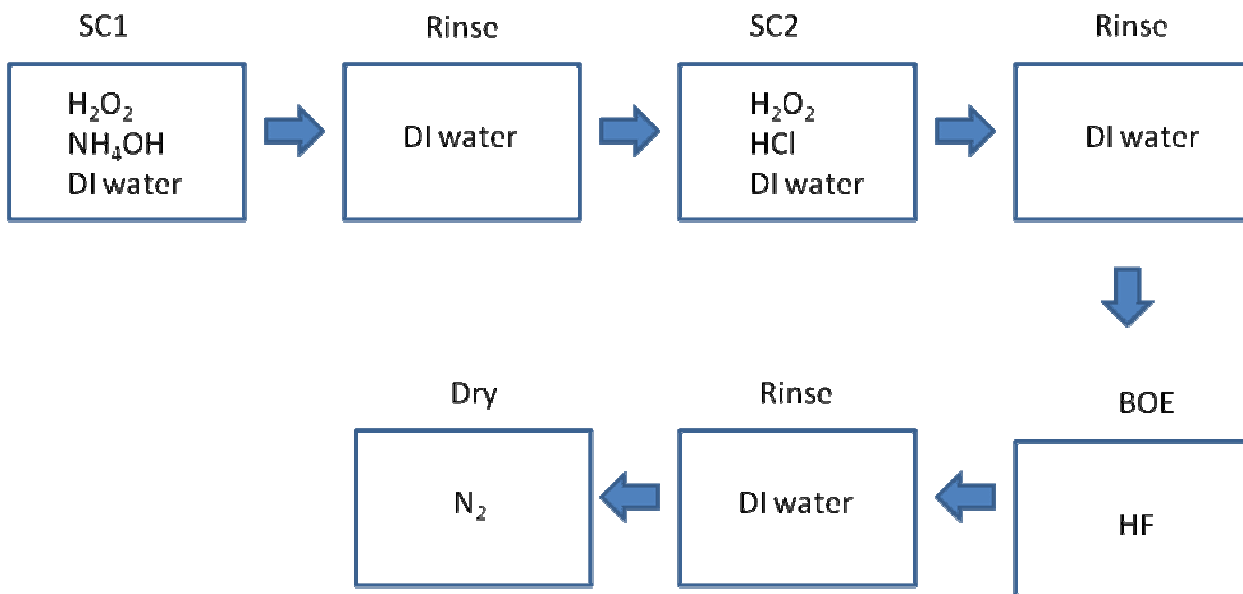 SC1
H₂O₂
NH₄OH
DI water
Rinse
DI water
SC2
H₂O₂
HCl
DI water
Rinse
DI water
BOE
HF
Rinse
DI water
Dry
N₂